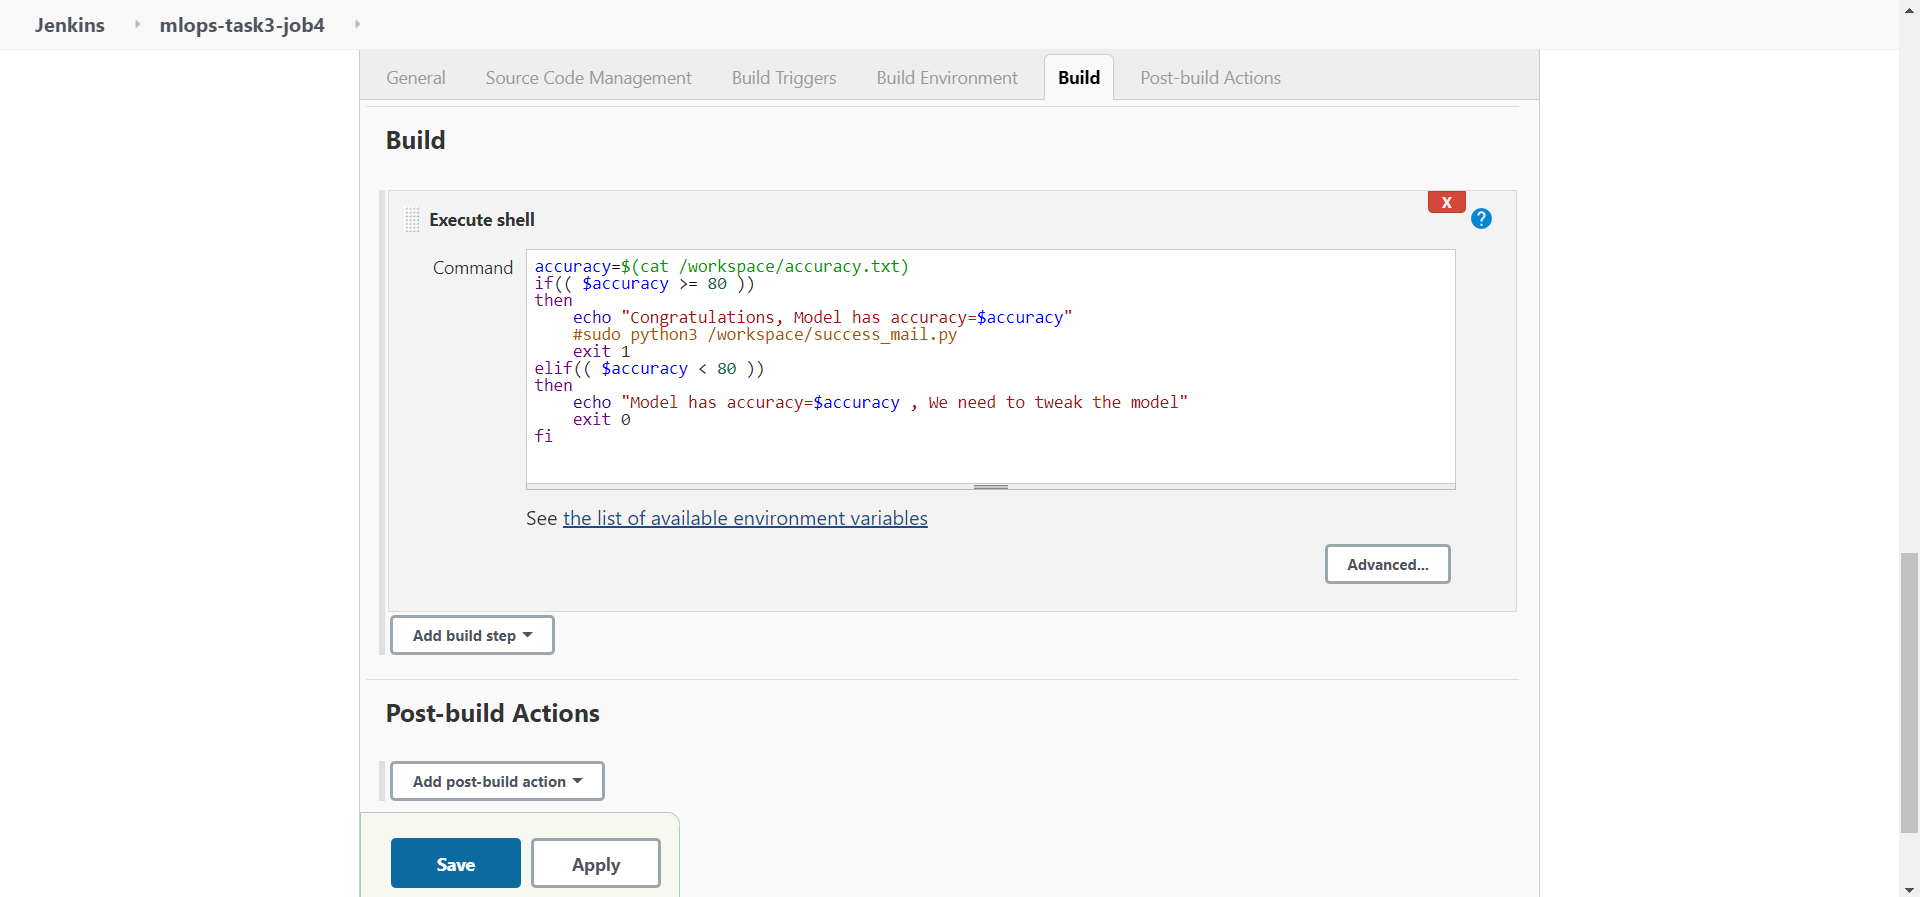 Jenkins mlops-task3-job4
General Source Code Management Build Triggers Build Environment Build Post-build Actions
Build
X
Execute shell ?
Command
accuracy=$(cat /workspace/accuracy.txt)
if(( $accuracy >= 80 ))
then
    echo "Congratulations, Model has accuracy=$accuracy"
    #sudo python3 /workspace/success_mail.py
    exit 1
elif(( $accuracy < 80 ))
then
    echo "Model has accuracy=$accuracy , We need to tweak the model"
    exit 0
fi
See the list of available environment variables
Advanced...
Add build step
Post-build Actions
Add post-build action
Save Apply